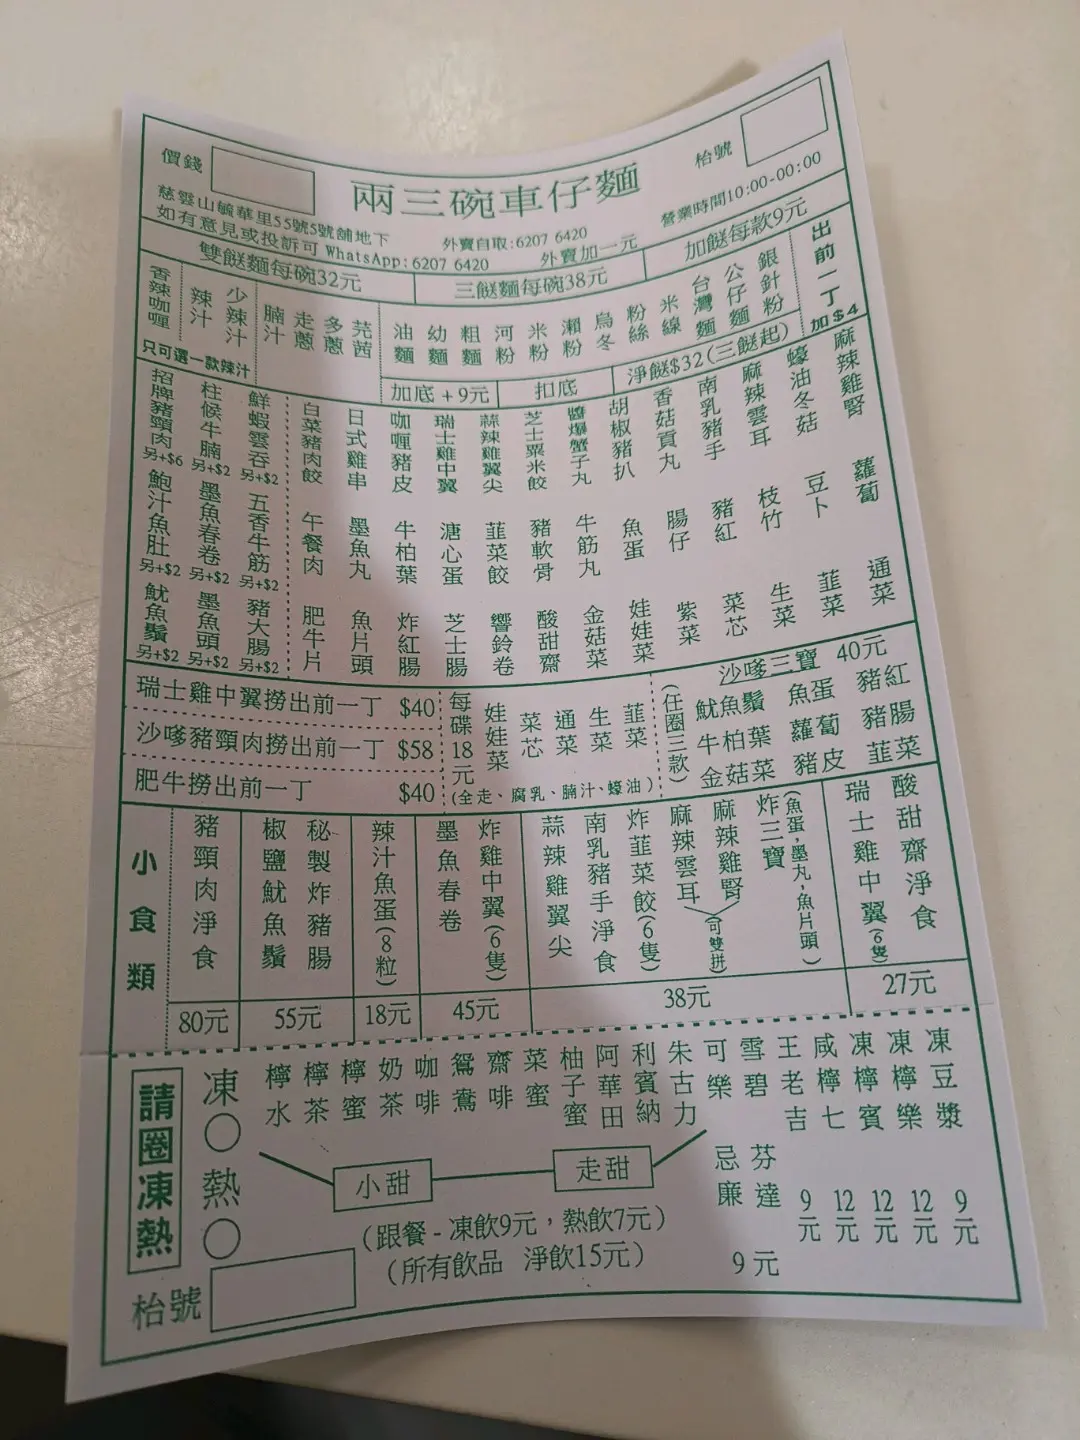 價錢
兩三碗車仔麵
枱號
慈雲山毓華里55號5號舖地下
外賣自取:6207 6420
營業時間10:00-00:00
如有意見或投訴可 WhatsApp:6207 6420
外賣加一元
雙餸麵每碗32元
三餸麵每碗38元
加餸每款9元
出前一丁加$4
香辣咖喱
辣汁
少辣汁
只可選一款辣汁
腩汁
走蔥
多蔥
芫茜
油麵
幼麵
粗麵
河粉
米粉
瀨粉
烏冬
粉絲
米線
台灣麵
公仔麵
銀針粉
加底+9元
扣底
淨餸$32(三餸起)
招牌豬頸肉 另+$6
柱候牛腩 另+$2
鮮蝦雲吞 另+$2
白菜豬肉餃
日式雞串
咖喱豬皮
瑞士雞中翼
蒜辣雞翼尖
芝士粟米餃
醬爆蟹子丸
胡椒豬扒
香菇貢丸
南乳豬手
麻辣雲耳
蠔油冬菇
麻辣雞腎
鮑汁魚肚 另+$2
墨魚春卷 另+$2
五香牛筋 另+$2
午餐肉
墨魚丸
牛柏葉
溏心蛋
韮菜餃
豬軟骨
牛筋丸
魚蛋
腸仔
豬紅
枝竹
豆卜
蘿蔔
魷魚鬚 另+$2
墨魚頭 另+$2
豬大腸 另+$2
肥牛片
魚片頭
炸紅腸
芝士腸
響鈴卷
酸甜齋
金菇菜
娃娃菜
紫菜
菜芯
生菜
韮菜
通菜
瑞士雞中翼撈出前一丁 $40
沙嗲豬頸肉撈出前一丁 $58
肥牛撈出前一丁 $40
每碟18元
娃娃菜
菜芯
通菜
生菜
韮菜
(全走、腐乳、腩汁、蠔油)
(任圈三款)
沙嗲三寶 40元
魷魚鬚 魚蛋 豬紅
牛柏葉 蘿蔔 豬腸
金菇菜 豬皮 韮菜
小食類
豬頸肉淨食
80元
椒鹽魷魚鬚
秘製炸豬腸
55元
辣汁魚蛋(8粒)
18元
墨魚春卷
炸雞中翼(6隻)
45元
蒜辣雞翼尖
南乳豬手淨食
炸韮菜餃(6隻)
麻辣雲耳
麻辣雞腎
(可雙拼)
炸三寶
(魚蛋,墨丸,魚片頭)
38元
瑞士雞中翼(6隻)
酸甜齋淨食
27元
請圈凍熱
凍○熱○
檸水
檸茶
檸蜜
奶茶
咖啡
鴛鴦
齋啡
菜蜜
柚子蜜
阿華田
利賓納
朱古力
可樂
雪碧
忌廉
芬達
9元
王老吉 9元
咸檸七 12元
凍檸賓 12元
凍檸樂 12元
凍豆漿 9元
小甜
走甜
(跟餐 - 凍飲9元，熱飲7元)
(所有飲品 淨飲15元)
枱號